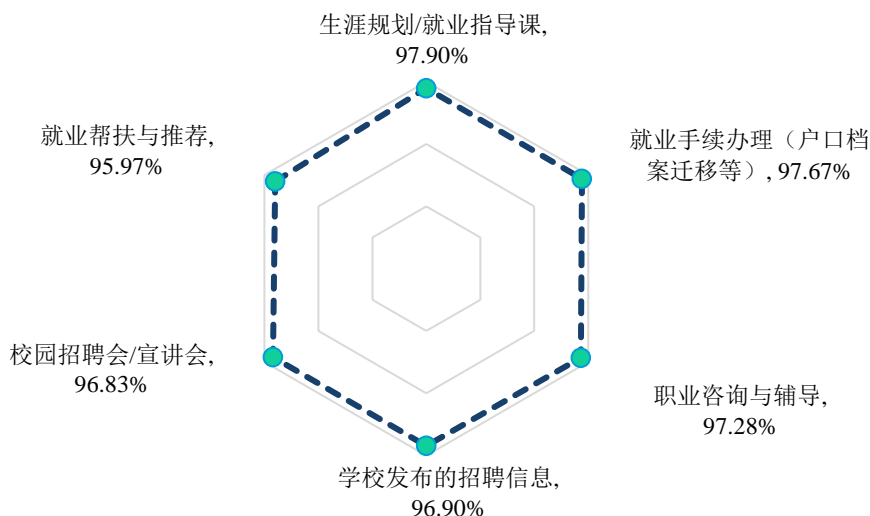 生涯规划/就业指导课,
97.90%
就业手续办理（户口档
案迁移等）, 97.67%
职业咨询与辅导,
97.28%
学校发布的招聘信息,
96.90%
校园招聘会/宣讲会,
96.83%
就业帮扶与推荐,
95.97%